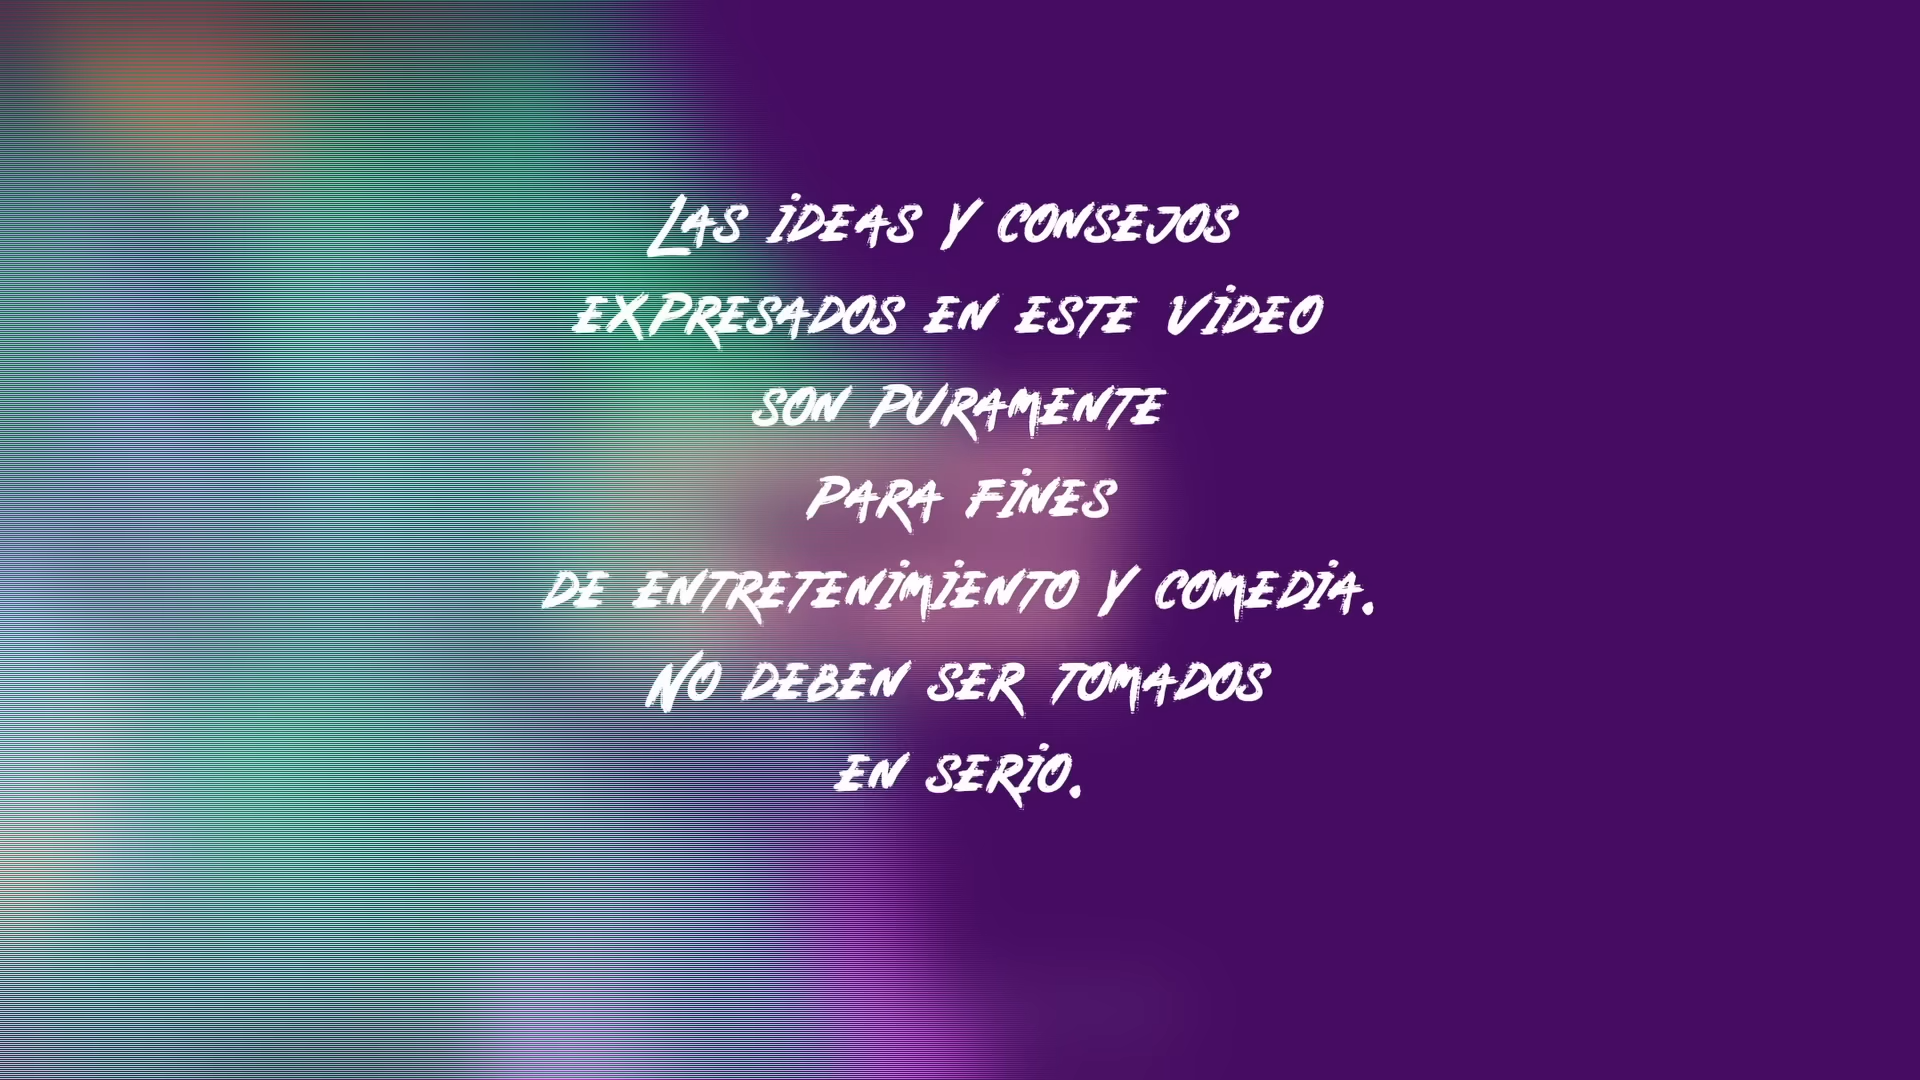 Las ideas y consejos
expresados en este video
son puramente
para fines
de entretenimiento y comedia.
No deben ser tomados
en serio.